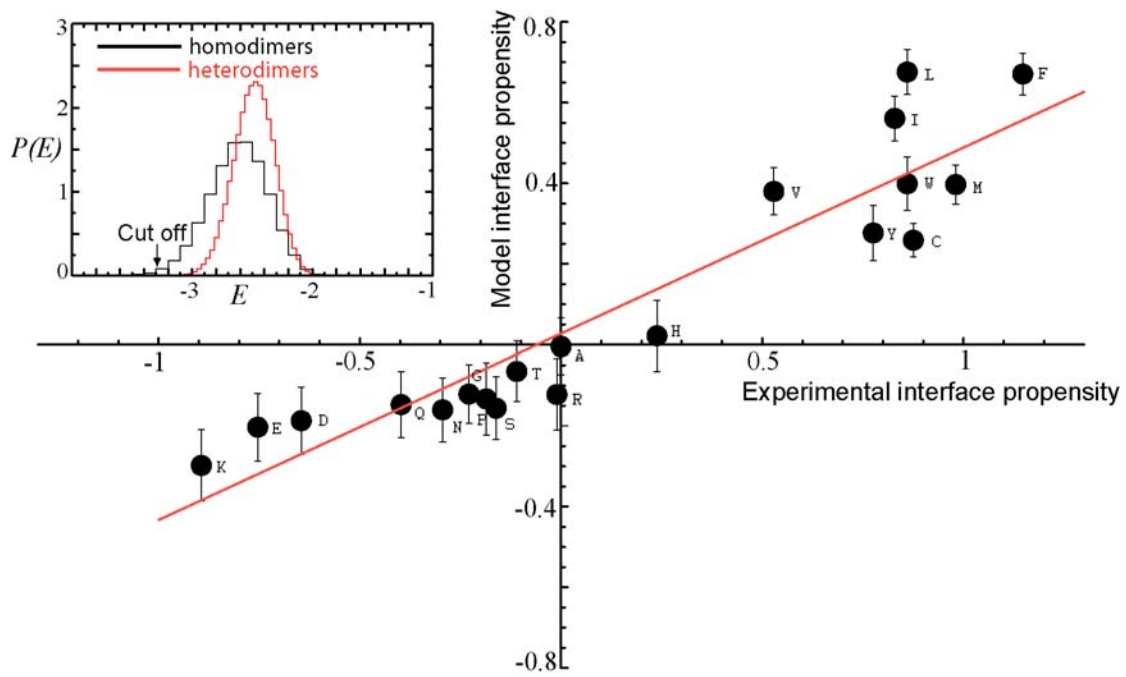 3
homodimers
heterodimers
2
P(E)
1
Cut off
0
-3
E
-2
-1
0.8
Model interface propensity
L
F
I
0.4
V
W
M
Y
C
H
A
-1
-0.5
0.5
1
Experimental interface propensity
T
G
R
Q
N
P
S
D
E
K
-0.4
-0.8